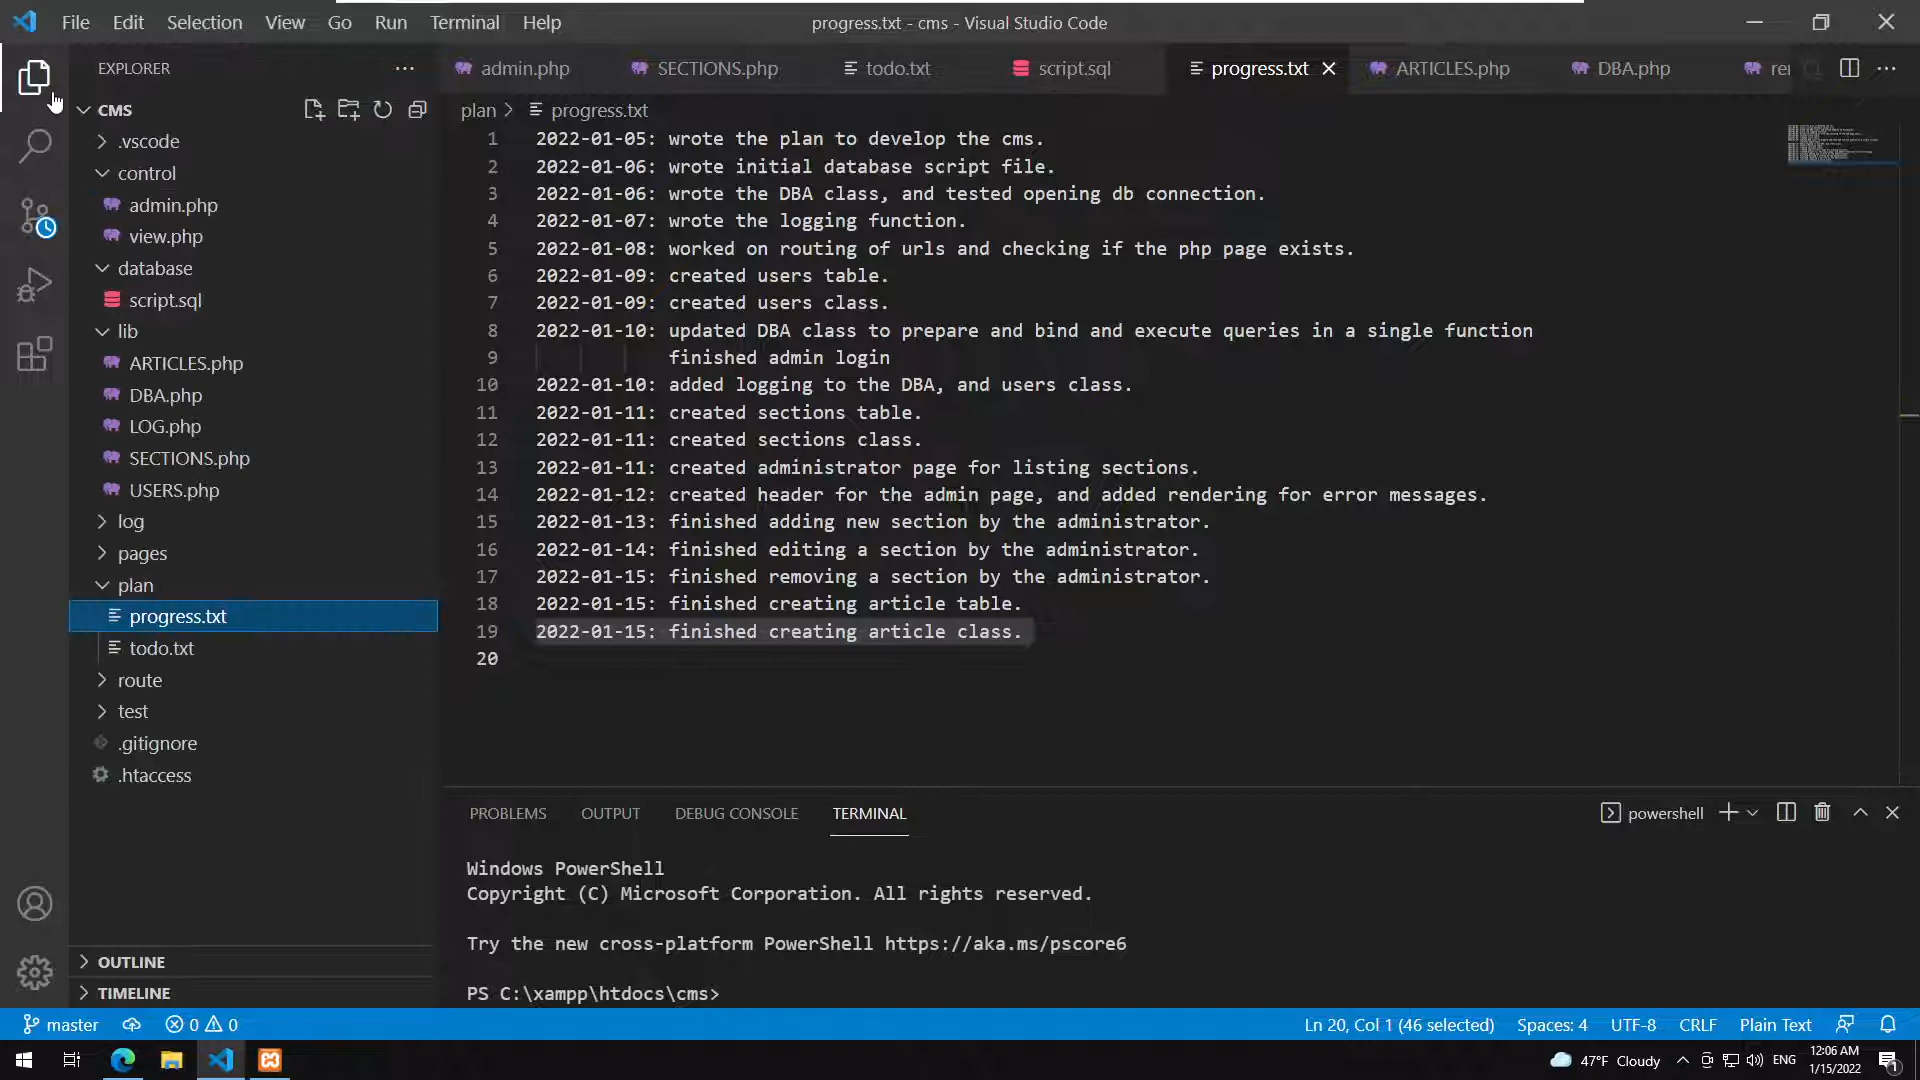 File Edit Selection View Go Run Terminal Help
progress.txt - cms - Visual Studio Code
EXPLORER
CMS
.vscode
control
admin.php
view.php
database
script.sql
lib
ARTICLES.php
DBA.php
LOG.php
SECTIONS.php
USERS.php
log
pages
plan
progress.txt
todo.txt
route
test
.gitignore
.htaccess
OUTLINE
TIMELINE
admin.php SECTIONS.php todo.txt script.sql progress.txt ARTICLES.php DBA.php
plan > progress.txt
1 2022-01-05: wrote the plan to develop the cms.
2 2022-01-06: wrote initial database script file.
3 2022-01-06: wrote the DBA class, and tested opening db connection.
4 2022-01-07: wrote the logging function.
5 2022-01-08: worked on routing of urls and checking if the php page exists.
6 2022-01-09: created users table.
7 2022-01-09: created users class.
8 2022-01-10: updated DBA class to prepare and bind and execute queries in a single function
9 finished admin login
10 2022-01-10: added logging to the DBA, and users class.
11 2022-01-11: created sections table.
12 2022-01-11: created sections class.
13 2022-01-11: created administrator page for listing sections.
14 2022-01-12: created header for the admin page, and added rendering for error messages.
15 2022-01-13: finished adding new section by the administrator.
16 2022-01-14: finished editing a section by the administrator.
17 2022-01-15: finished removing a section by the administrator.
18 2022-01-15: finished creating article table.
19 2022-01-15: finished creating article class.
20
PROBLEMS OUTPUT DEBUG CONSOLE TERMINAL
powershell
Windows PowerShell
Copyright (C) Microsoft Corporation. All rights reserved.
Try the new cross-platform PowerShell https://aka.ms/pscore6
PS C:\xampp\htdocs\cms>
master 0 0
Ln 20, Col 1 (46 selected) Spaces: 4 UTF-8 CRLF Plain Text
47°F Cloudy ENG
12:06 AM
1/15/2022
1